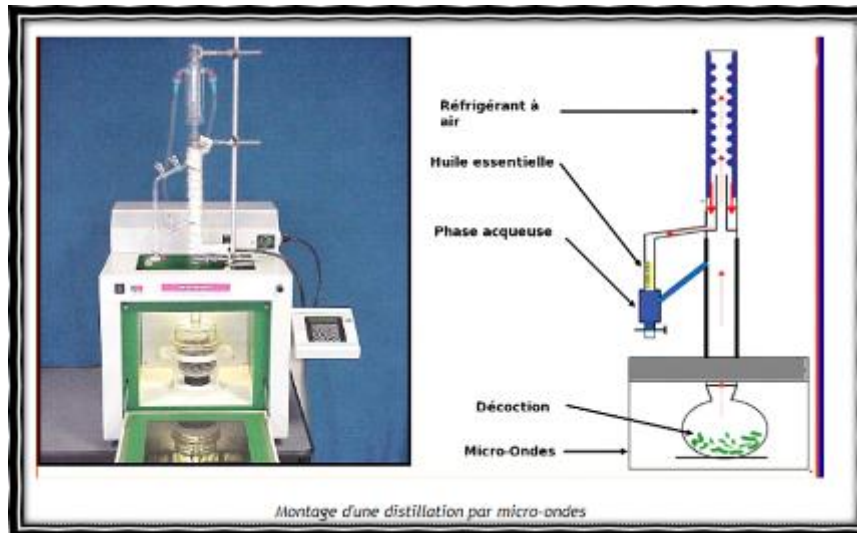 Réfrigérant à
air
Huile essentielle
Phase acqueuse
Décoction
Micro-Ondes
Montage d'une distillation par micro-ondes